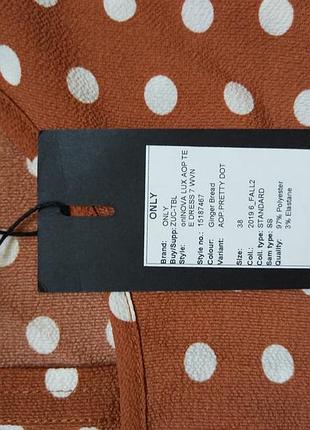 ONLY
Brand: ONLY
Buy/Supp: ZUC-TBL
Style: onlNOVA LUX AOP TE
E DRESS 7 WVN
Style no.: 15187467
Colour: Ginger Bread
Variant: AOP:PRETTY DOT
Size: 38
Coll.: 2019 6_FALL2
Coll. type: STANDARD
Sam type: SS
Quality: 97% Polyester
3% Elastane